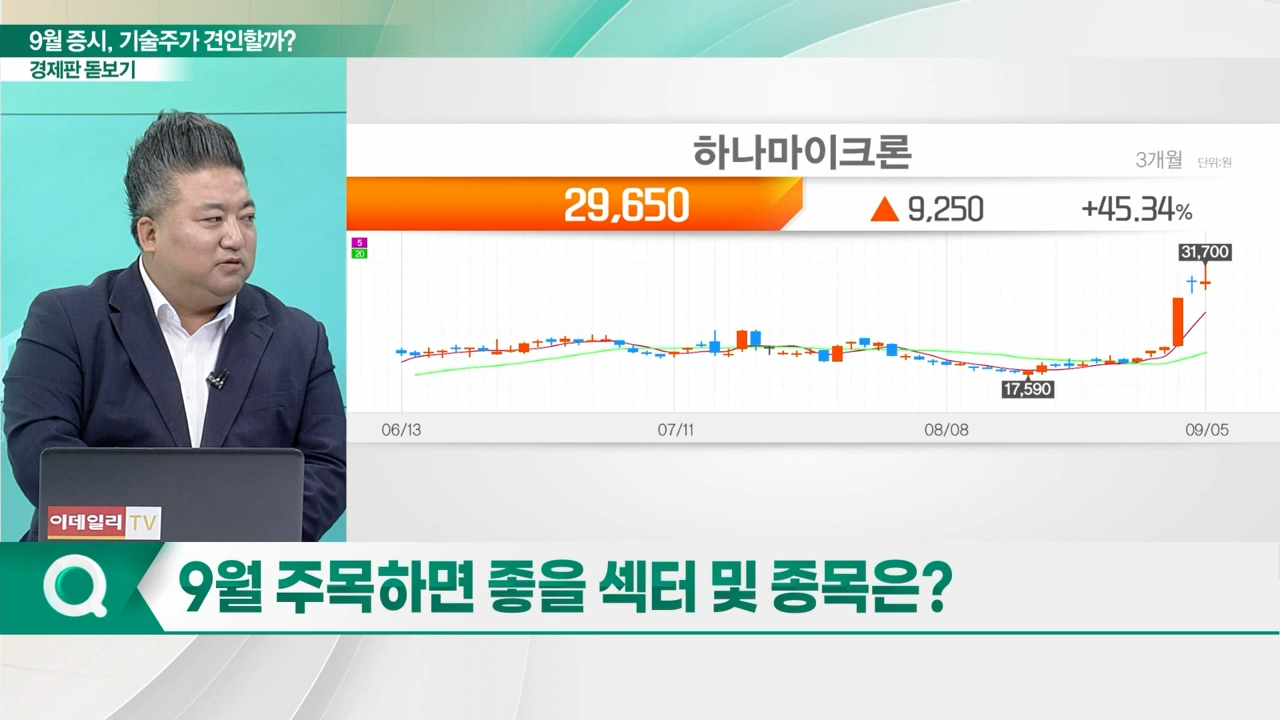 9월 증시, 기술주가 견인할까?
경제판 돋보기
하나마이크론
3개월 단위:원
29,650 ▲ 9,250 +45.34%
5
20
31,700
17,590
06/13 07/11 08/08 09/05
이데일리 TV
9월 주목하면 좋을 섹터 및 종목은?